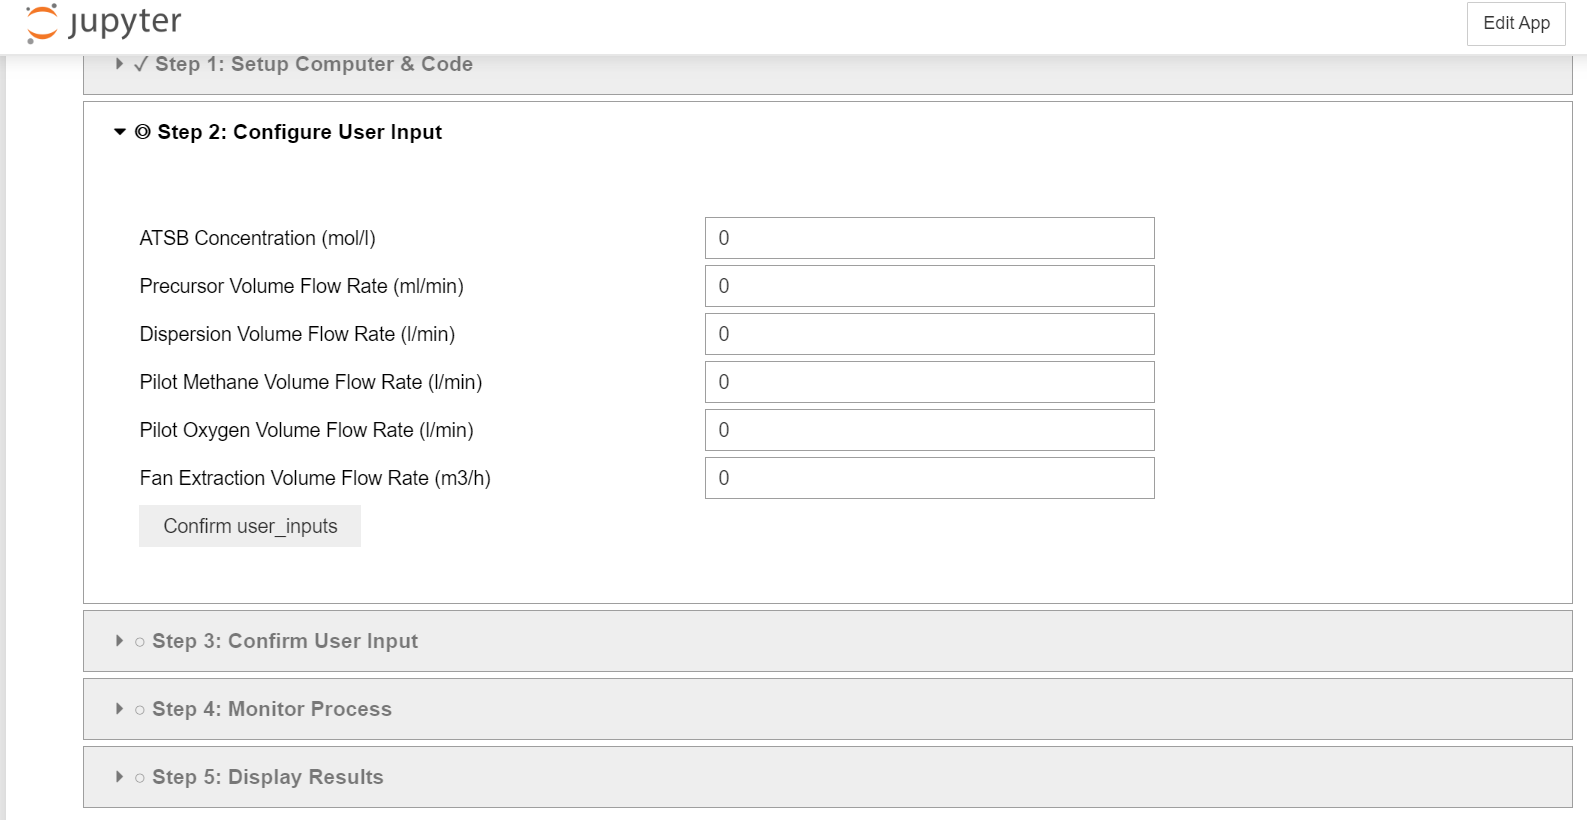 jupyter
Edit App
✓ Step 1: Setup Computer & Code
Step 2: Configure User Input
ATSB Concentration (mol/l)
0
Precursor Volume Flow Rate (ml/min)
0
Dispersion Volume Flow Rate (l/min)
0
Pilot Methane Volume Flow Rate (l/min)
0
Pilot Oxygen Volume Flow Rate (l/min)
0
Fan Extraction Volume Flow Rate (m3/h)
0
Confirm user_inputs
Step 3: Confirm User Input
Step 4: Monitor Process
Step 5: Display Results